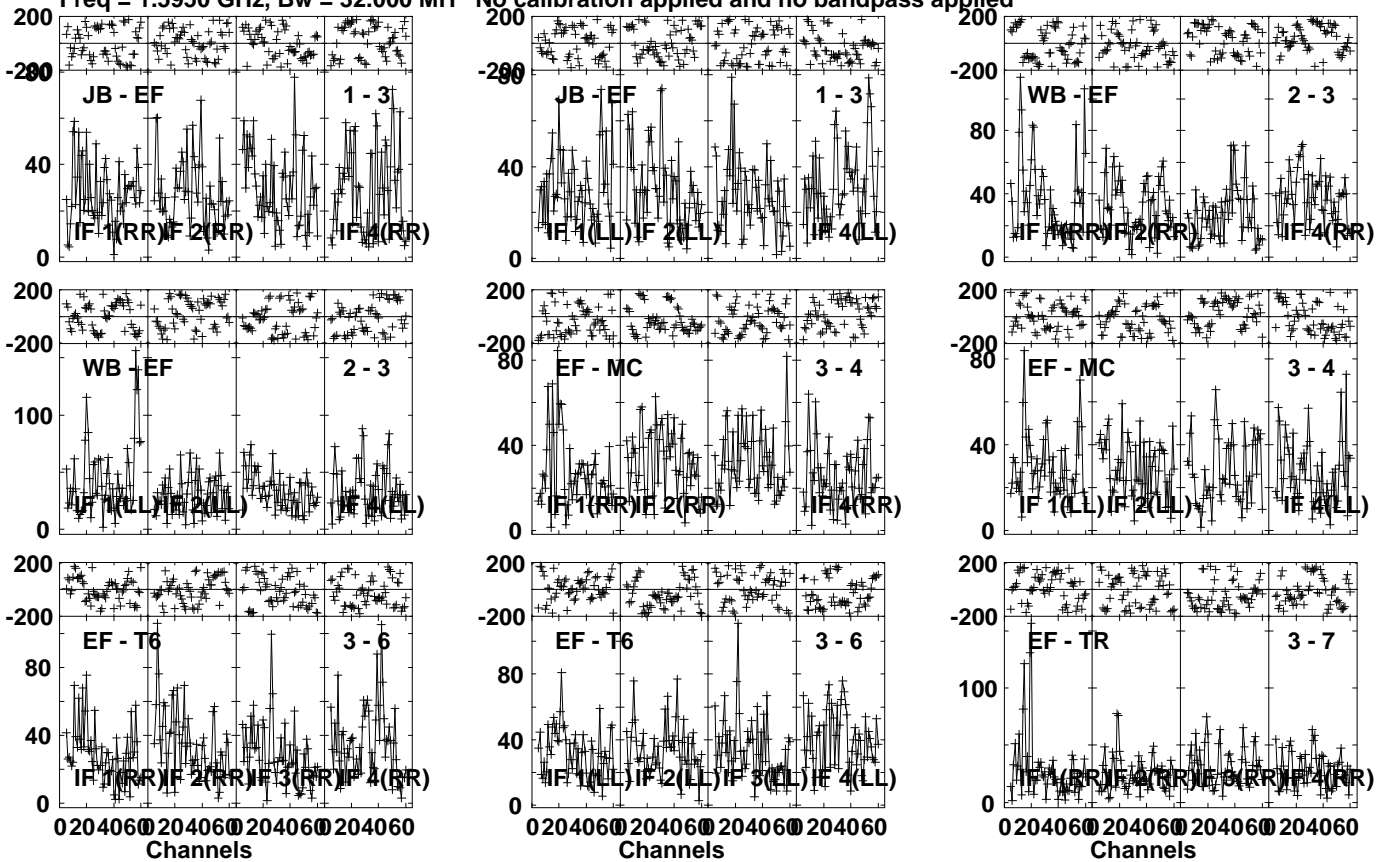 Freq = 1.5950 GHz, Bw = 32.000 MH No calibration applied and no bandpass applied
200 200 200
-200 -200 -200
80 80
JB - EF 1 - 3 JB - EF 1 - 3 WB - EF 2 - 3
80
40 40 40
IF 1(RR) IF 2(RR) IF 4(RR) IF 1(LL) IF 2(LL) IF 4(LL) IF 1(RR) IF 2(RR) IF 4(RR)
0 0 0
200 200 200
-200 -200 -200
WB - EF 2 - 3 EF - MC 3 - 4 EF - MC 3 - 4
80 80
100
40 40
IF 1(LL) IF 2(LL) IF 4(LL) IF 1(RR) IF 2(RR) IF 4(RR) IF 1(LL) IF 2(LL) IF 4(LL)
0 0 0
200 200 200
-200 -200 -200
EF - T6 3 - 6 EF - T6 3 - 6 EF - TR 3 - 7
80 80 100
40 40
IF 1(RR) IF 2(RR) IF 3(RR) IF 4(RR) IF 1(LL) IF 2(LL) IF 3(LL) IF 4(LL) IF 1(RR) IF 2(RR) IF 3(RR) IF 4(RR)
0 0 0
0 20 40 60 0 20 40 60 0 20 40 60 0 20 40 60 0 20 40 60 0 20 40 60 0 20 40 60 0 20 40 60 0 20 40 60 0 20 40 60 0 20 40 60 0 20 40 60
Channels Channels Channels